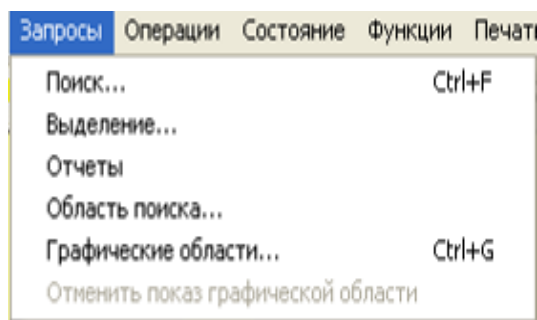 Запросы Операции Состояние Функции Печать
Поиск... Ctrl+F
Выделение...
Отчеты
Область поиска...
Графические области... Ctrl+G
Отменить показ графической области